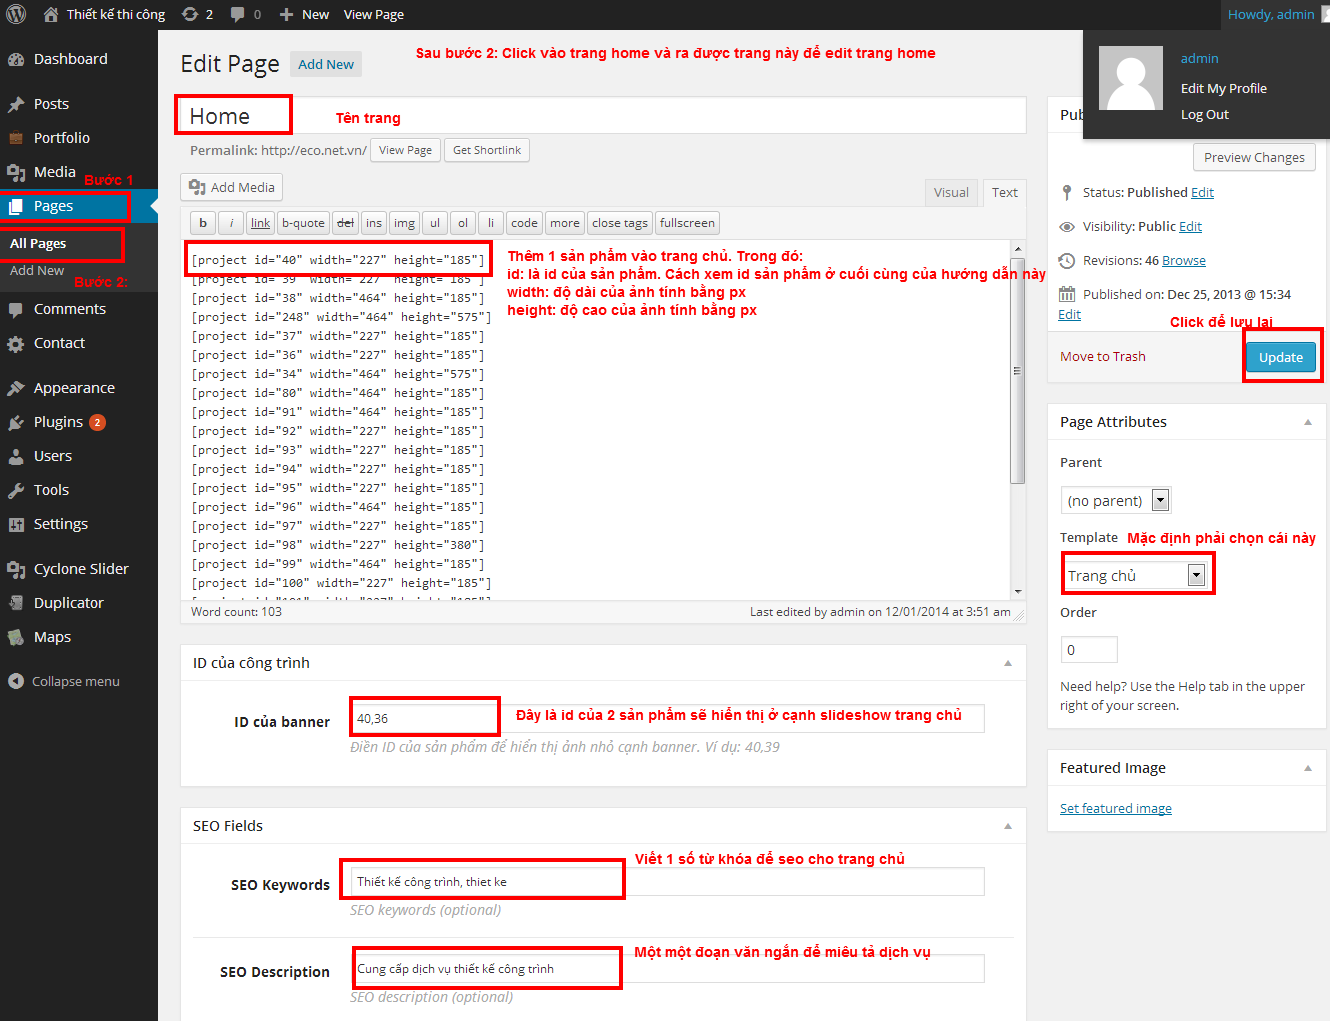 Thiết kế thi công 2 0 New View Page Howdy, admin
admin
Edit My Profile
Log Out
Dashboard
Posts
Portfolio
Media
Bước 1
Pages
All Pages
Add New
Bước 2:
Comments
Contact
Appearance
Plugins 2
Users
Tools
Settings
Cyclone Slider
Duplicator
Maps
Collapse menu
Edit Page Add New
Sau bước 2: Click vào trang home và ra được trang này để edit trang home
Home
Tên trang
Permalink: http://eco.net.vn/ View Page Get Shortlink
Add Media
Visual Text
b i link b-quote del ins img ul ol li code more close tags fullscreen
[project id="40" width="227" height="185"]
[project id="39" width="227" height="185"]
[project id="38" width="464" height="185"]
[project id="248" width="464" height="575"]
[project id="37" width="227" height="185"]
[project id="36" width="227" height="185"]
[project id="34" width="464" height="575"]
[project id="80" width="464" height="185"]
[project id="91" width="464" height="185"]
[project id="92" width="227" height="185"]
[project id="93" width="227" height="185"]
[project id="94" width="227" height="185"]
[project id="95" width="227" height="185"]
[project id="96" width="464" height="185"]
[project id="97" width="227" height="185"]
[project id="98" width="227" height="380"]
[project id="99" width="464" height="185"]
[project id="100" width="227" height="185"]
Thêm 1 sản phẩm vào trang chủ. Trong đó:
id: là id của sản phẩm. Cách xem id sản phẩm ở cuối cùng của hướng dẫn này
width: độ dài của ảnh tính bằng px
height: độ cao của ảnh tính bằng px
Word count: 103
Last edited by admin on 12/01/2014 at 3:51 am
ID của công trình
ID của banner
40,36
Đây là id của 2 sản phẩm sẽ hiển thị ở cạnh slideshow trang chủ
Điền ID của sản phẩm để hiển thị ảnh nhỏ cạnh banner. Ví dụ: 40,39
SEO Fields
Viết 1 số từ khóa để seo cho trang chủ
SEO Keywords
Thiết kế công trình, thiet ke
SEO keywords (optional)
Một một đoạn văn ngắn để miêu tả dịch vụ
SEO Description
Cung cấp dịch vụ thiết kế công trình
SEO description (optional)
Pub
Preview Changes
Status: Published Edit
Visibility: Public Edit
Revisions: 46 Browse
Published on: Dec 25, 2013 @ 15:34
Edit
Click để lưu lại
Move to Trash
Update
Page Attributes
Parent
(no parent)
Template Mặc định phải chọn cái này
Trang chủ
Order
0
Need help? Use the Help tab in the upper
right of your screen.
Featured Image
Set featured image